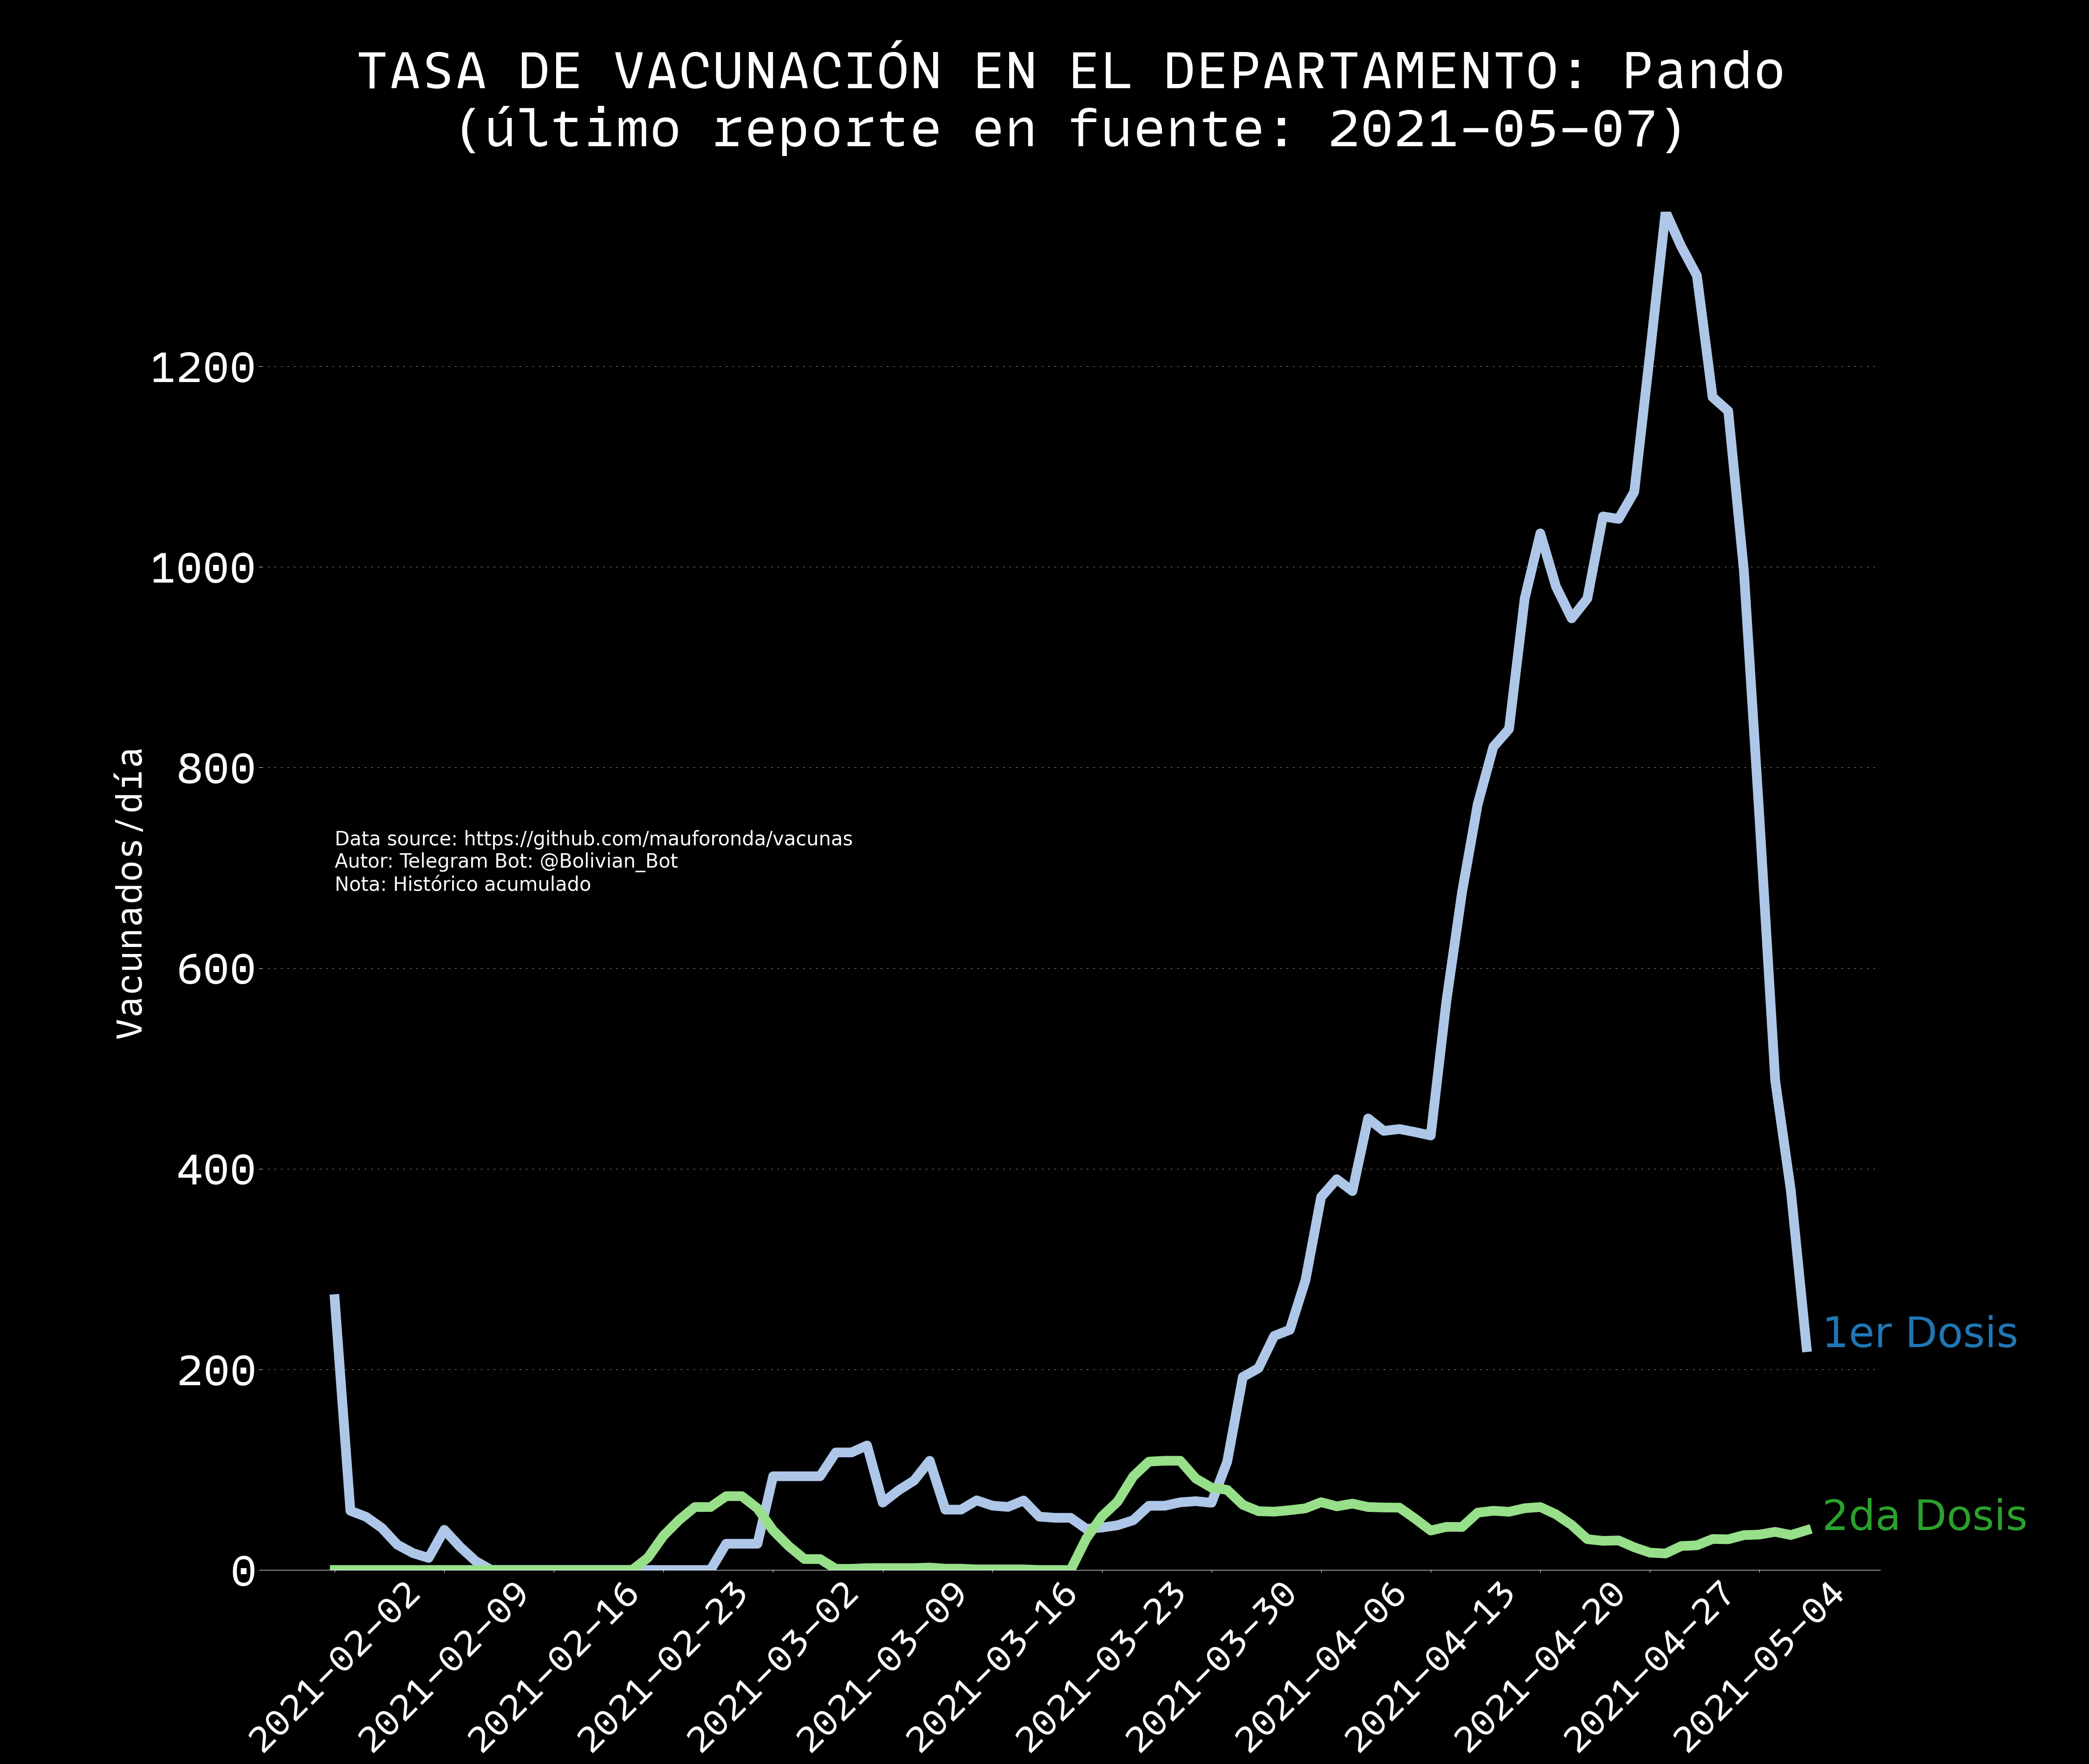 TASA DE VACUNACIÓN EN EL DEPARTAMENTO: Pando
(último reporte en fuente: 2021-05-07)
1200
1000
800
600
400
200
0
Vacunados/día
Data source: https://github.com/mauforonda/vacunas
Autor: Telegram Bot: @Bolivian_Bot
Nota: Histórico acumulado
1er Dosis
2da Dosis
2021-02-02
2021-02-09
2021-02-16
2021-02-23
2021-03-02
2021-03-09
2021-03-16
2021-03-23
2021-03-30
2021-04-06
2021-04-13
2021-04-20
2021-04-27
2021-05-04